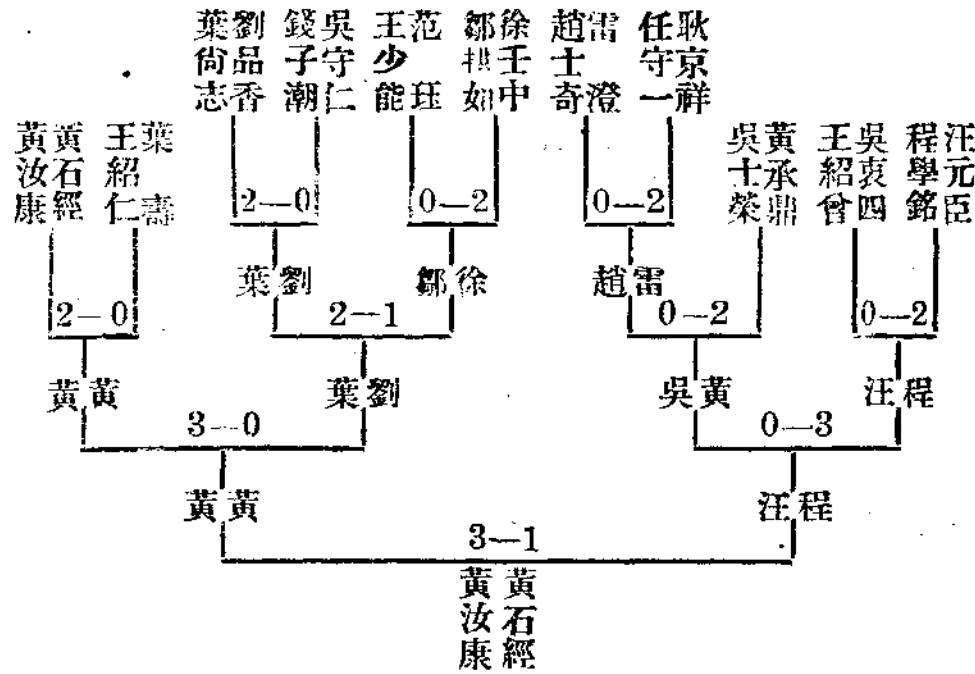 葉尚志
劉品香
錢子潮
吳守仁
王少能
范珏
鄒如
徐壬中
趙士奇
雷澄
任守一
耿京祥
黃汝康
黃石經
王紹仁
葉壽
吳士榮
黃承鼎
王紹曾
吳衷四
程學銘
汪元臣
2—0
0—2
0—2
葉劉
鄒徐
趙雷
2—0
2—1
0—2
0—2
黃黃
葉劉
吳黃
汪程
3—0
0—3
黃黃
汪程
3—1
黃汝康
黃石經